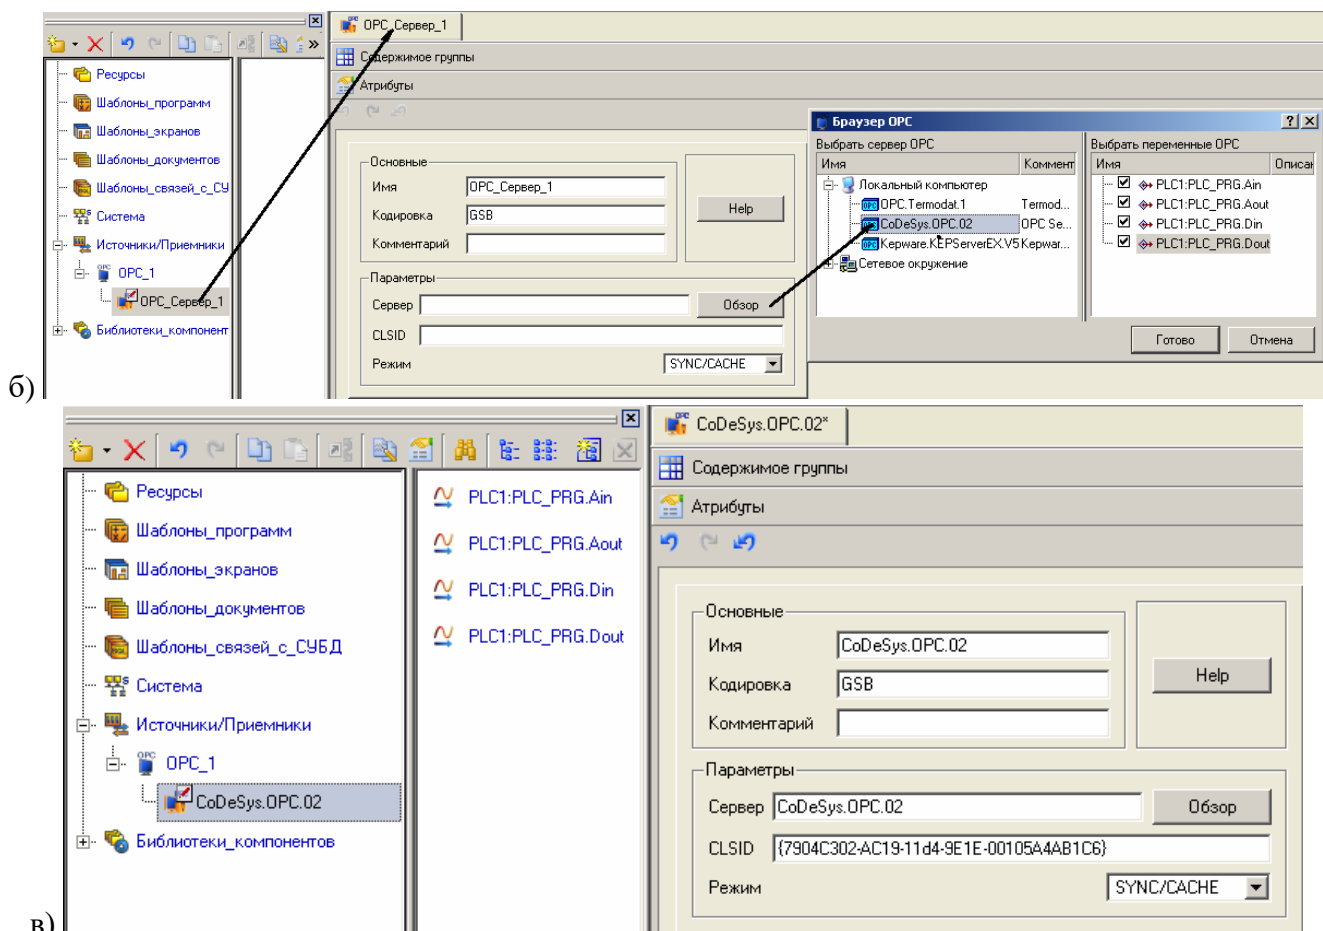 OPC_Сервер_1
Содержимое группы
Атрибуты
Ресурсы
Шаблоны_программ
Шаблоны_экранов
Шаблоны_документов
Шаблоны_связей_с_СУ
Система
Источники/Приемники
OPC_1
OPC_Сервер_1
Библиотеки_компонент
Основные
Имя OPC_Сервер_1
Кодировка GSB
Комментарий
Help
Параметры
Сервер Обзор
CLSID
Режим SYNC/CACHE
Браузер OPC
Выбрать сервер OPC
Имя Коммент
Локальный компьютер
OPC.Termodat.1 Termod...
CoDeSys.OPC.02 OPC Se...
Kepware.KEPServerEX.V5 Kepwar...
Сетевое окружение
Выбрать переменные OPC
Имя Описан
PLC1:PLC_PRG.Ain
PLC1:PLC_PRG.Aout
PLC1:PLC_PRG.Din
PLC1:PLC_PRG.Dout
Готово Отмена
б)
CoDeSys.OPC.02*
Содержимое группы
Атрибуты
Ресурсы
Шаблоны_программ
Шаблоны_экранов
Шаблоны_документов
Шаблоны_связей_с_СУБД
Система
Источники/Приемники
OPC_1
CoDeSys.OPC.02
Библиотеки_компонентов
PLC1:PLC_PRG.Ain
PLC1:PLC_PRG.Aout
PLC1:PLC_PRG.Din
PLC1:PLC_PRG.Dout
Основные
Имя CoDeSys.OPC.02
Кодировка GSB
Комментарий
Help
Параметры
Сервер CoDeSys.OPC.02 Обзор
CLSID {7904C302-AC19-11d4-9E1E-00105A4AB1C6}
Режим SYNC/CACHE
в)